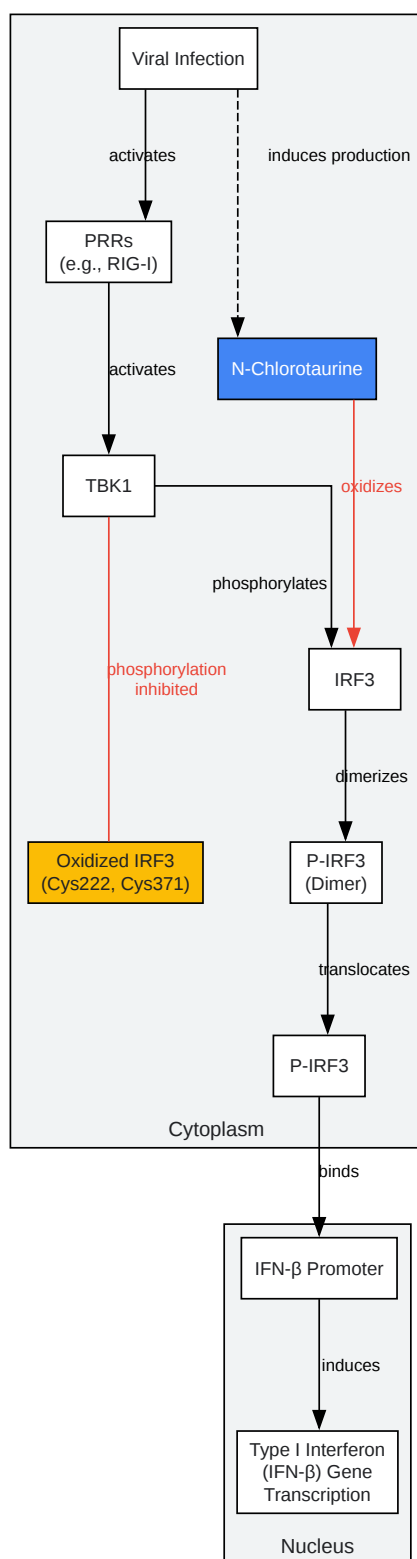 Viral Infection
activates
induces production
PRRs
(e.g., RIG-I)
N-Chlorotaurine
activates
TBK1
oxidizes
phosphorylates
phosphorylation
inhibited
IRF3
dimerizes
Oxidized IRF3
(Cys222, Cys371)
P-IRF3
(Dimer)
translocates
P-IRF3
Cytoplasm
binds
IFN-β Promoter
induces
Type I Interferon
(IFN-β) Gene
Transcription
Nucleus